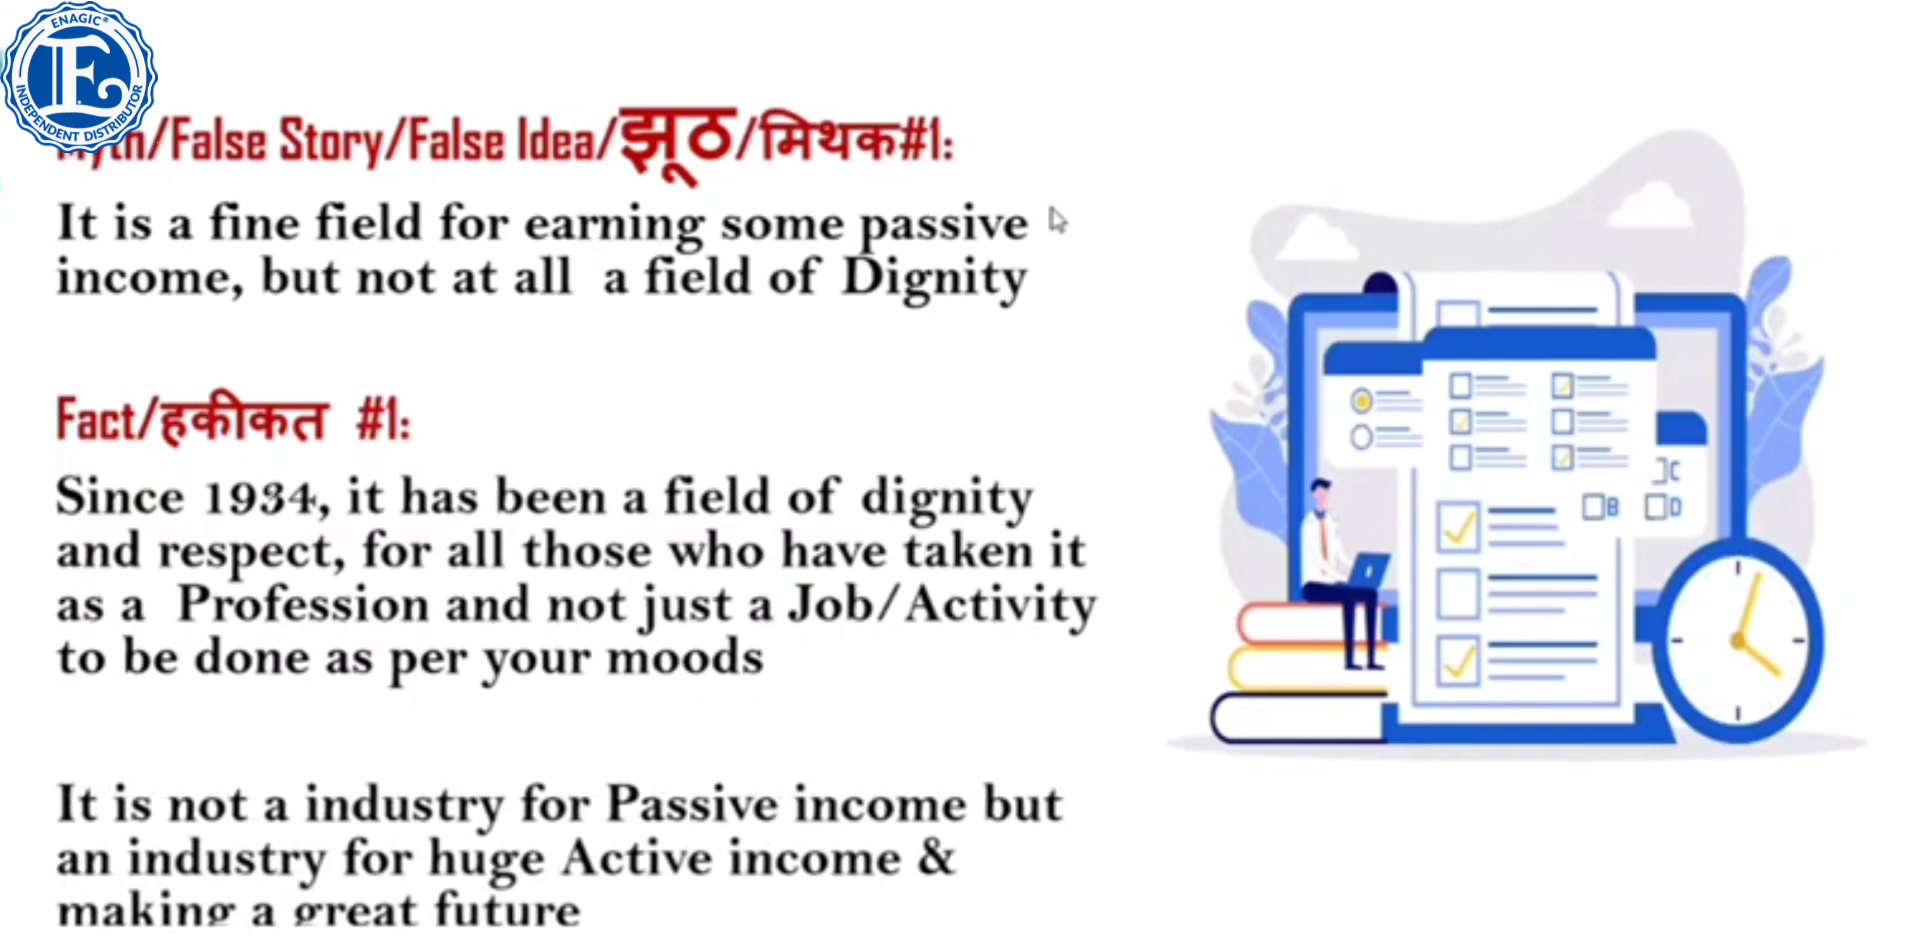 ENAGIC®
E
INDEPENDENT DISTRIBUTOR
Myth/False Story/False Idea/झूठ/मिथक#1:
It is a fine field for earning some passive
income, but not at all a field of Dignity
Fact/हकीकत #1:
Since 1934, it has been a field of dignity
and respect, for all those who have taken it
as a Profession and not just a Job/Activity
to be done as per your moods
It is not a industry for Passive income but
an industry for huge Active income &
making a great future
C
B
D